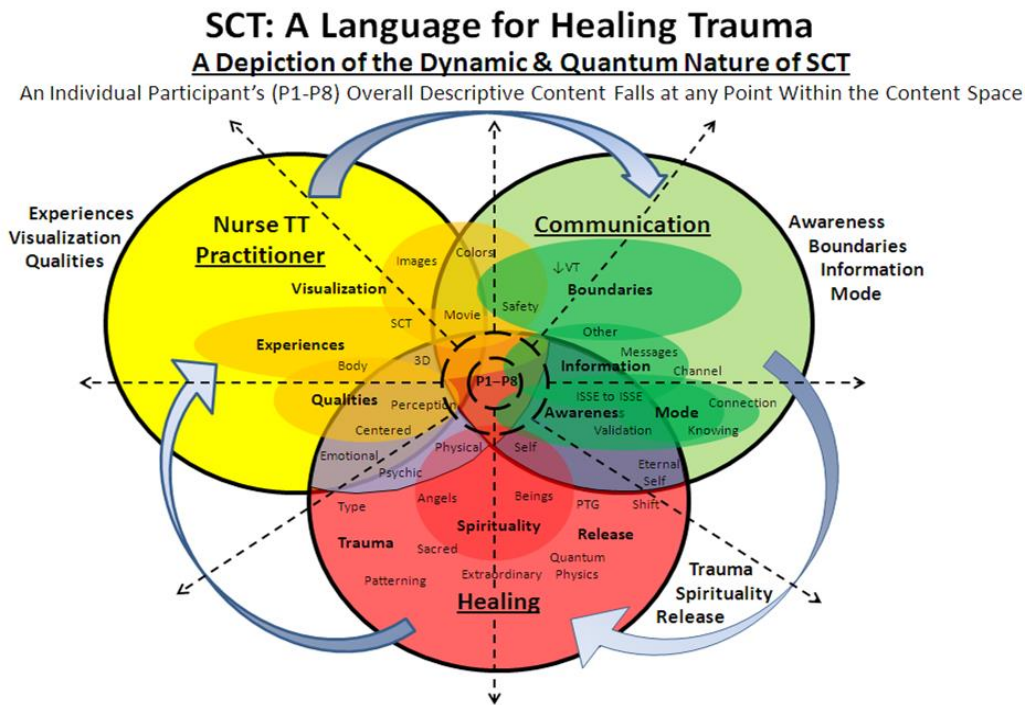 SCT: A Language for Healing Trauma
A Depiction of the Dynamic & Quantum Nature of SCT
An Individual Participant's (P1-P8) Overall Descriptive Content Falls at any Point Within the Content Space
Experiences
Visualization
Qualities
Nurse TT
Practitioner
Communication
Awareness
Boundaries
Information
Mode
Images
Colors
Visualization
↓VT
Boundaries
Safety
SCT
Movie
Experiences
Other
Body
3D
Messages
Information
Channel
P1–P8
Qualities
Perception
ISSE to ISSE
Awareness
Mode
Connection
Centered
Validation
Knowing
Emotional
Psychic
Physical
Self
Eternal
Self
Type
Angels
Beings
PTG
Shift
Trauma
Spirituality
Release
Sacred
Patterning
Extraordinary
Quantum
Physics
Healing
Trauma
Spirituality
Release